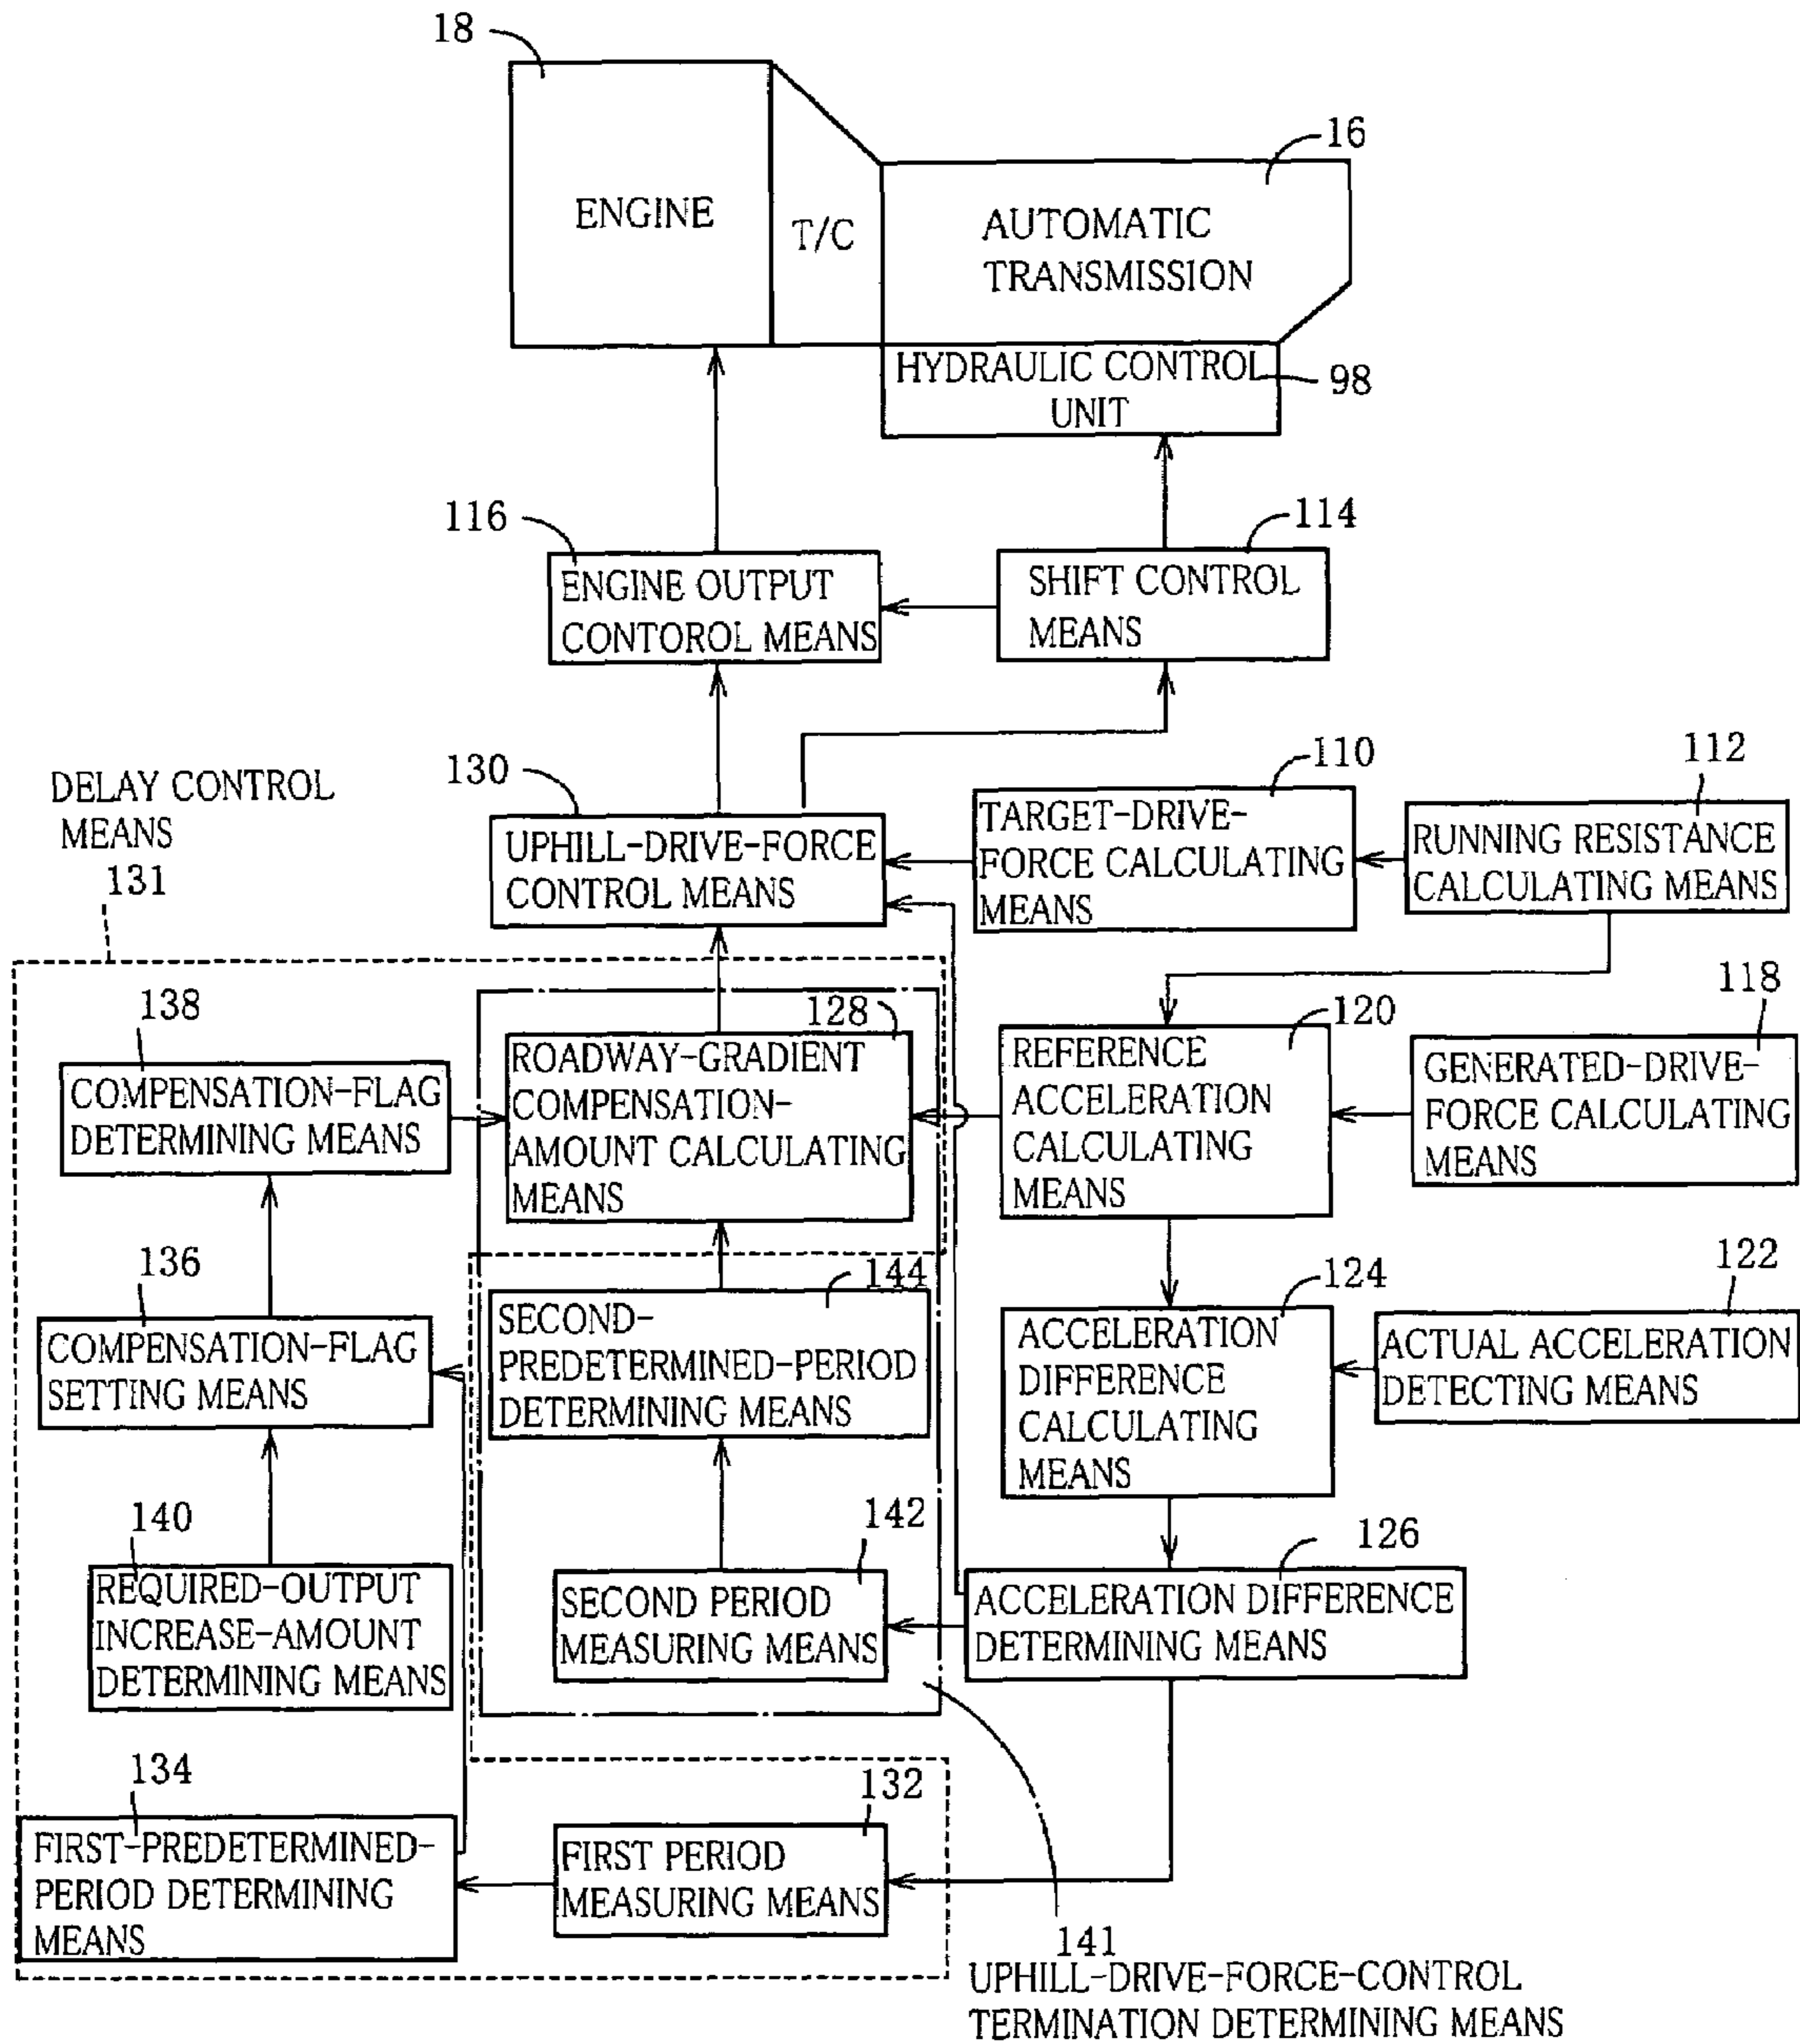 18
16
ENGINE
T/C
AUTOMATIC
TRANSMISSION
HYDRAULIC CONTROL
UNIT
98
116
114
ENGINE OUTPUT
CONTOROL MEANS
SHIFT CONTROL
MEANS
DELAY CONTROL
MEANS
131
130
UPHILL-DRIVE-FORCE
CONTROL MEANS
110
TARGET-DRIVE-
FORCE CALCULATING
MEANS
112
RUNNING RESISTANCE
CALCULATING MEANS
138
COMPENSATION-FLAG
DETERMINING MEANS
128
ROADWAY-GRADIENT
COMPENSATION-
AMOUNT CALCULATING
MEANS
120
REFERENCE
ACCELERATION
CALCULATING
MEANS
118
GENERATED-DRIVE-
FORCE CALCULATING
MEANS
136
COMPENSATION-FLAG
SETTING MEANS
144
SECOND-
PREDETERMINED-PERIOD
DETERMINING MEANS
124
ACCELERATION
DIFFERENCE
CALCULATING
MEANS
122
ACTUAL ACCELERATION
DETECTING MEANS
140
REQUIRED-OUTPUT
INCREASE-AMOUNT
DETERMINING MEANS
142
SECOND PERIOD
MEASURING MEANS
126
ACCELERATION DIFFERENCE
DETERMINING MEANS
134
FIRST-PREDETERMINED-
PERIOD DETERMINING
MEANS
132
FIRST PERIOD
MEASURING MEANS
141
UPHILL-DRIVE-FORCE-CONTROL
TERMINATION DETERMINING MEANS